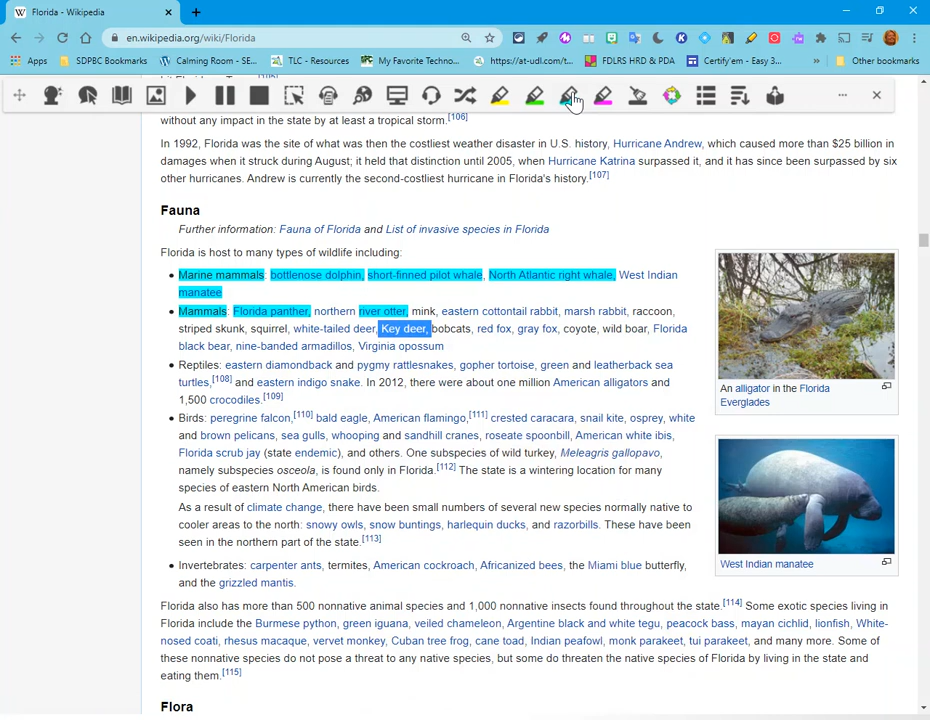 Florida - Wikipedia
en.wikipedia.org/wiki/Florida
Apps
SDPBC Bookmarks
Calming Room - SE...
TLC - Resources
My Favorite Techno...
https://at-udl.com/t...
FDLRS HRD & PDA
Certify'em - Easy 3...
»
Other bookmarks
without any impact in the state by at least a tropical storm.[106]
In 1992, Florida was the site of what was then the costliest weather disaster in U.S. history, Hurricane Andrew, which caused more than $25 billion in
damages when it struck during August; it held that distinction until 2005, when Hurricane Katrina surpassed it, and it has since been surpassed by six
other hurricanes. Andrew is currently the second-costliest hurricane in Florida's history.[107]
Fauna
Further information: Fauna of Florida and List of invasive species in Florida
Florida is host to many types of wildlife including:
• Marine mammals: bottlenose dolphin, short-finned pilot whale, North Atlantic right whale, West Indian
manatee
• Mammals: Florida panther, northern river otter, mink, eastern cottontail rabbit, marsh rabbit, raccoon,
striped skunk, squirrel, white-tailed deer, Key deer, bobcats, red fox, gray fox, coyote, wild boar, Florida
black bear, nine-banded armadillos, Virginia opossum
• Reptiles: eastern diamondback and pygmy rattlesnakes, gopher tortoise, green and leatherback sea
turtles,[108] and eastern indigo snake. In 2012, there were about one million American alligators and
1,500 crocodiles.[109]
• Birds: peregrine falcon,[110] bald eagle, American flamingo,[111] crested caracara, snail kite, osprey, white
and brown pelicans, sea gulls, whooping and sandhill cranes, roseate spoonbill, American white ibis,
Florida scrub jay (state endemic), and others. One subspecies of wild turkey, Meleagris gallopavo,
namely subspecies osceola, is found only in Florida.[112] The state is a wintering location for many
species of eastern North American birds.
As a result of climate change, there have been small numbers of several new species normally native to
cooler areas to the north: snowy owls, snow buntings, harlequin ducks, and razorbills. These have been
seen in the northern part of the state.[113]
• Invertebrates: carpenter ants, termites, American cockroach, Africanized bees, the Miami blue butterfly,
and the grizzled mantis.
An alligator in the Florida
Everglades
West Indian manatee
Florida also has more than 500 nonnative animal species and 1,000 nonnative insects found throughout the state.[114] Some exotic species living in
Florida include the Burmese python, green iguana, veiled chameleon, Argentine black and white tegu, peacock bass, mayan cichlid, lionfish, White-
nosed coati, rhesus macaque, vervet monkey, Cuban tree frog, cane toad, Indian peafowl, monk parakeet, tui parakeet, and many more. Some of
these nonnative species do not pose a threat to any native species, but some do threaten the native species of Florida by living in the state and
eating them.[115]
Flora